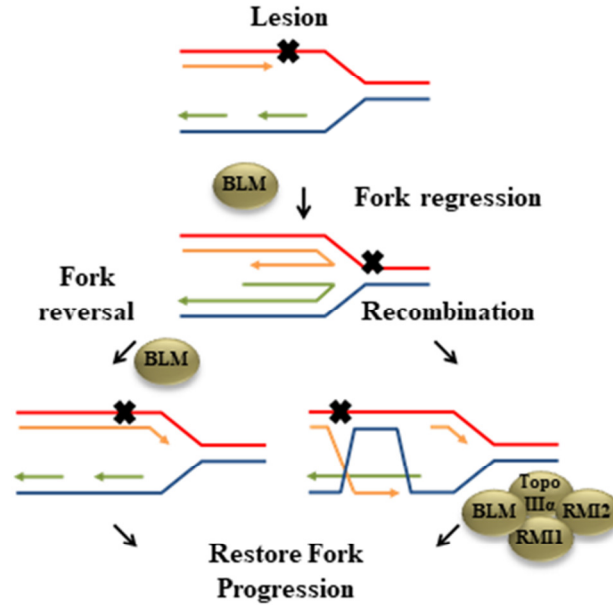 Lesion
BLM
Fork regression
Fork
reversal
Recombination
BLM
Topo
IIIα
BLM
RMI2
RMI1
Restore Fork
Progression